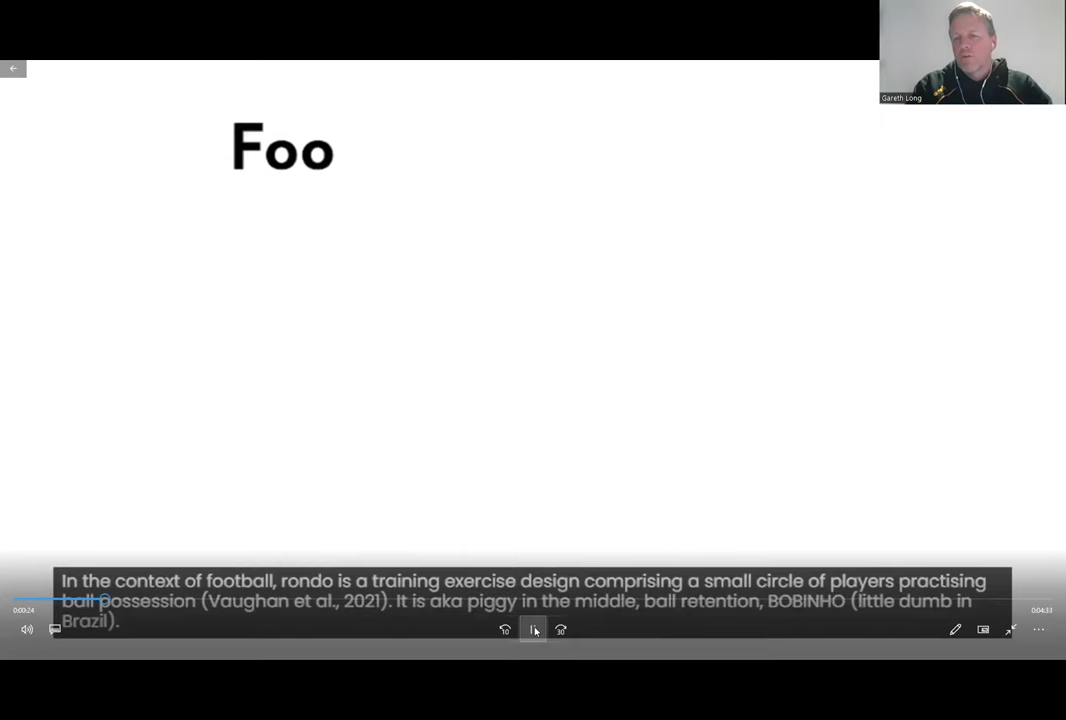 Gareth Long
Foo
In the context of football, rondo is a training exercise design comprising a small circle of players practising
ball possession (Vaughan et al., 2021). It is aka piggy in the middle, ball retention, BOBINHO (little dumb in
0:00:24
0:04:33
Brazil).
10
30